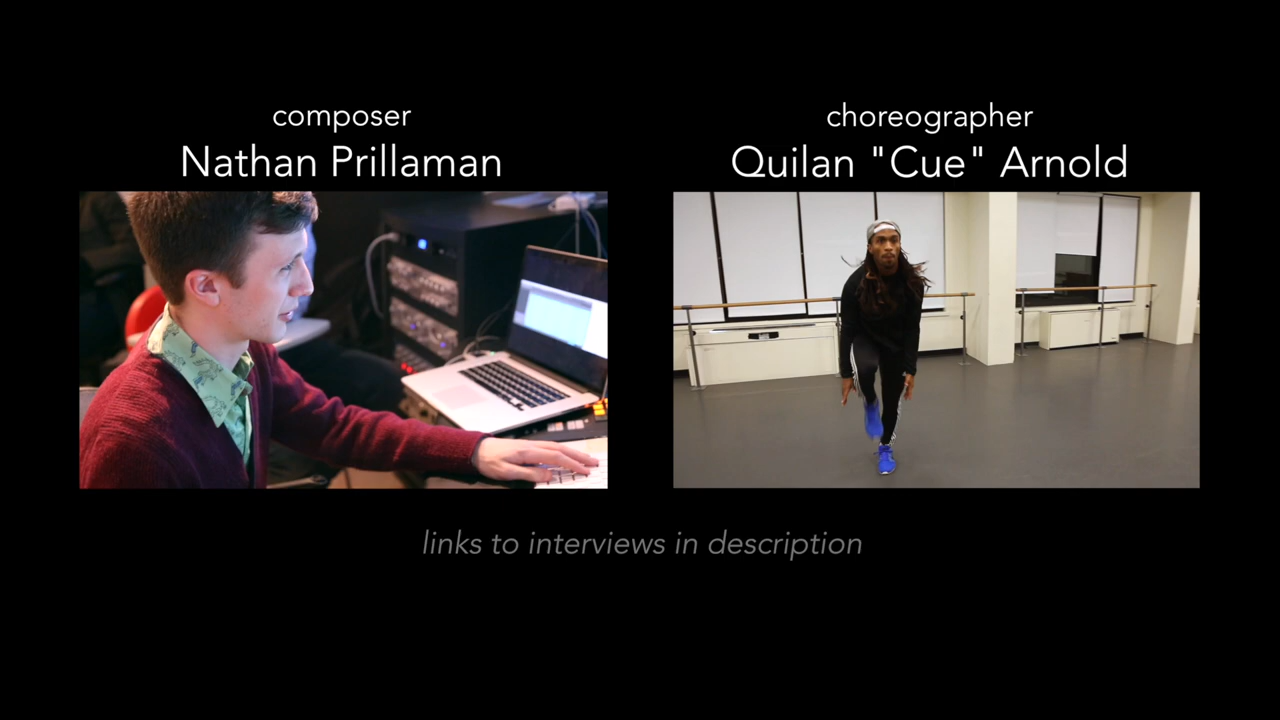 composer
Nathan Prillaman
choreographer
Quilan "Cue" Arnold
links to interviews in description